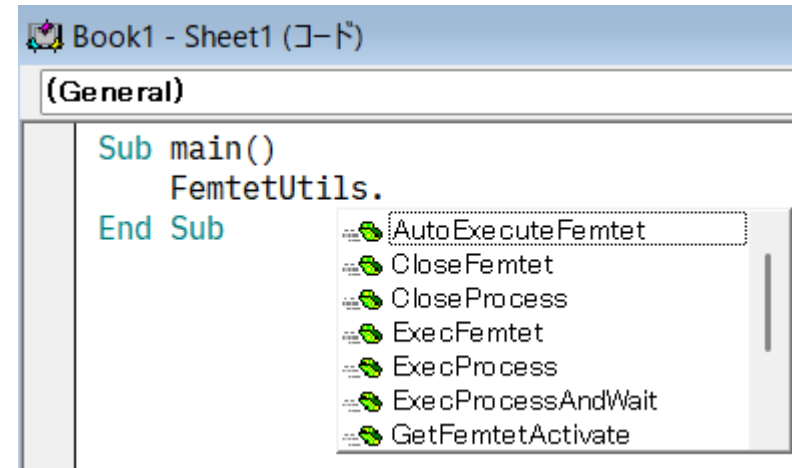 Book1 - Sheet1 (コード)
(General)
Sub main()
FemtetUtils.
End Sub
AutoExecuteFemtet
CloseFemtet
CloseProcess
ExecFemtet
ExecProcess
ExecProcessAndWait
GetFemtetActivate